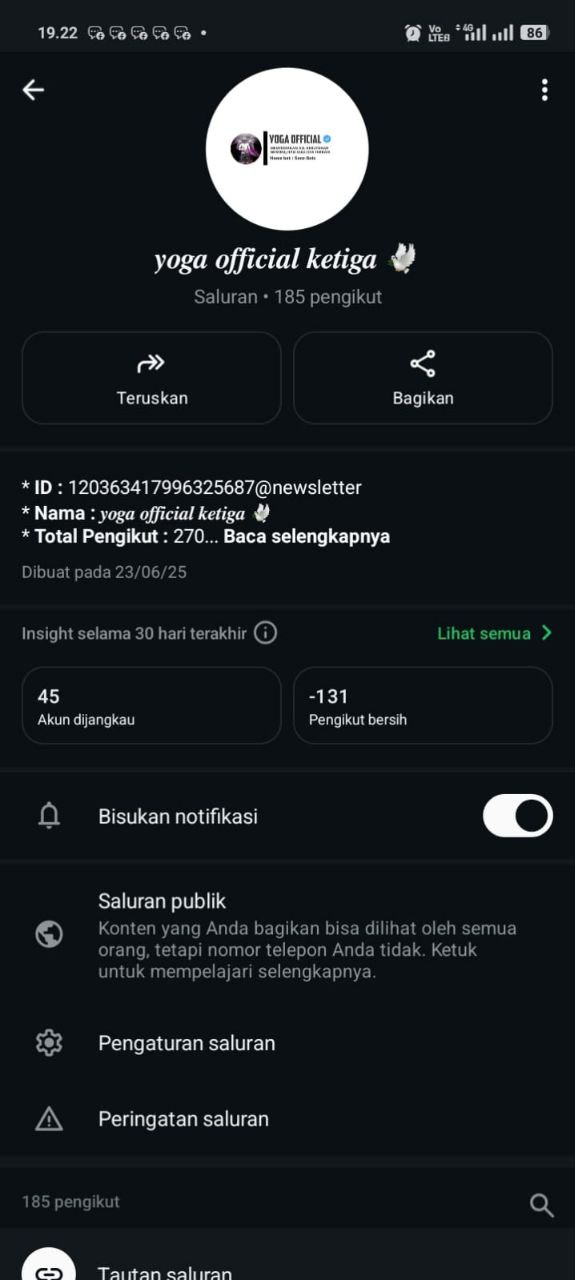 19.22
Vo LTE
4G
86
YOGA OFFICIAL
yoga official ketiga 🕊️
Saluran • 185 pengikut
Teruskan
Bagikan
* ID : 120363417996325687@newsletter
* Nama : yoga official ketiga 🕊️
* Total Pengikut : 270... Baca selengkapnya
Dibuat pada 23/06/25
Insight selama 30 hari terakhir
Lihat semua
45
Akun dijangkau
-131
Pengikut bersih
Bisukan notifikasi
Saluran publik
Konten yang Anda bagikan bisa dilihat oleh semua
orang, tetapi nomor telepon Anda tidak. Ketuk
untuk mempelajari selengkapnya.
Pengaturan saluran
Peringatan saluran
185 pengikut
Tautan saluran